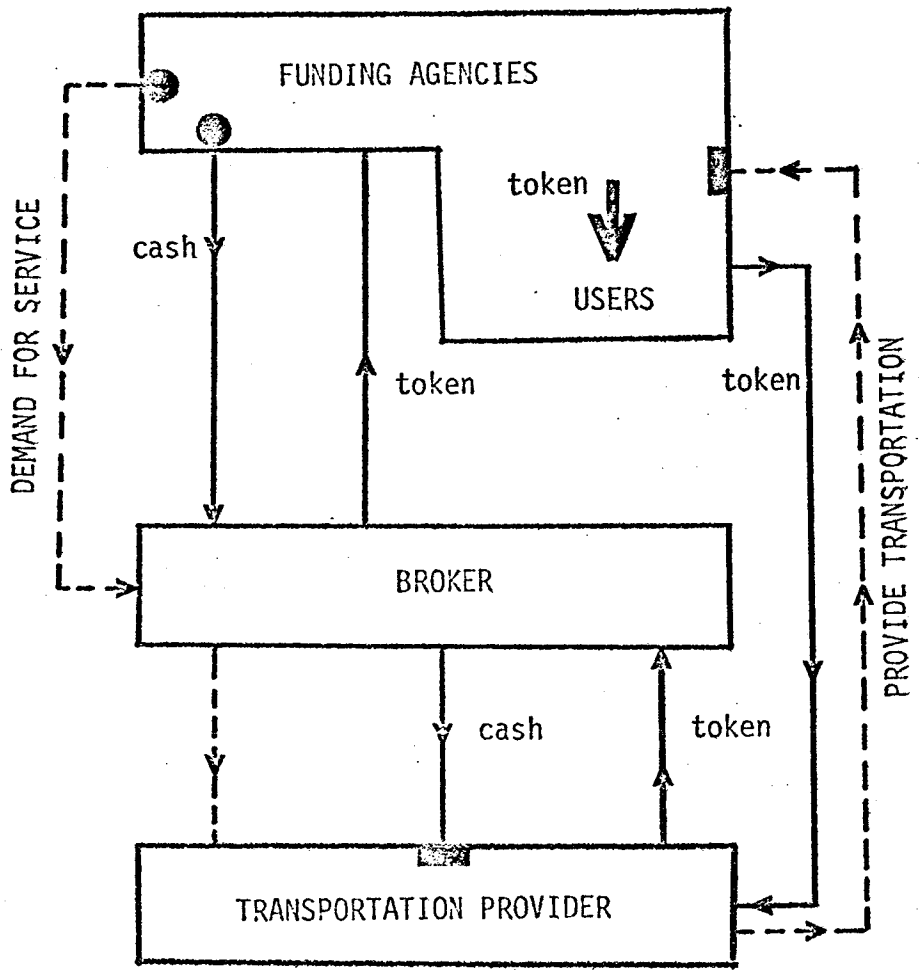 FUNDING AGENCIES
token
cash
USERS
DEMAND FOR SERVICE
token
token
PROVIDE TRANSPORTATION
BROKER
cash
token
TRANSPORTATION PROVIDER